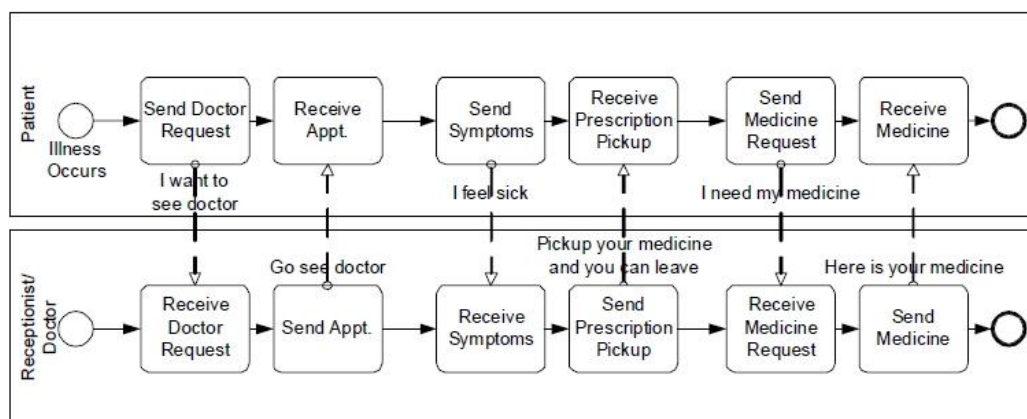 Patient
Illness
Occurs
Send Doctor
Request
Receive
Appt.
Send
Symptoms
Receive
Prescription
Pickup
Send
Medicine
Request
Receive
Medicine
I want to
see doctor
I feel sick
I need my medicine
Go see doctor
Pickup your medicine
and you can leave
Here is your medicine
Receptionist/
Doctor
Receive
Doctor
Request
Send Appt.
Receive
Symptoms
Send
Prescription
Pickup
Receive
Medicine
Request
Send
Medicine